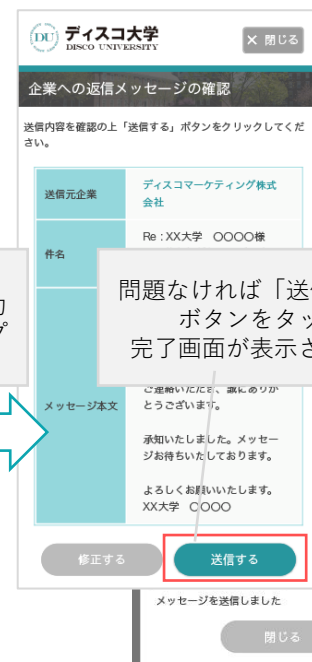 DU ディスコ大学
DISCO UNIVERSITY
× 閉じる
企業への返信メッセージの確認
送信内容を確認の上「送信する」ボタンをクリックしてくだ
さい。
送信元企業
ディスコマーケティング株式
会社
件名
Re : XX大学 〇〇〇〇様
問題なければ「送
ボタンをタッ
完了画面が表示さ
メッセージ本文
ご連絡いただき、誠にありが
とうございます。
承知いたしました。メッセー
ジお待ちいたしております。
よろしくお願いいたします。
XX大学 〇〇〇〇
修正する
送信する
メッセージを送信しました
閉じる